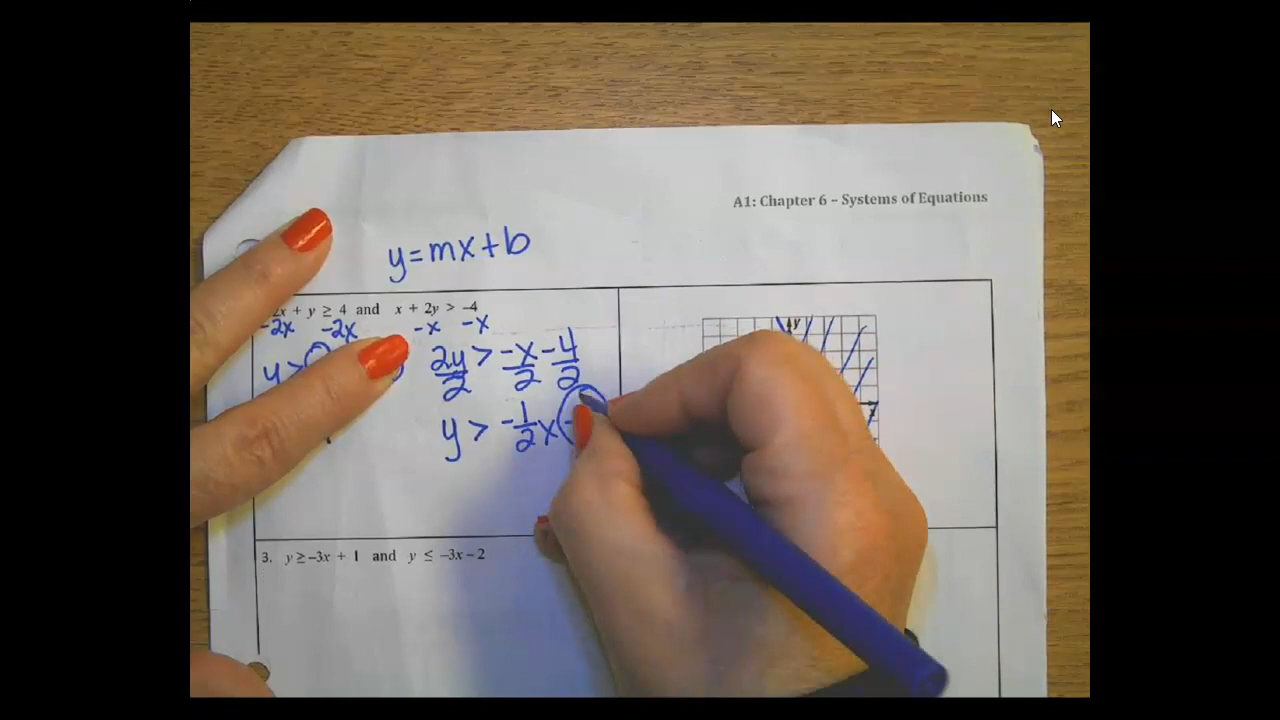 A1: Chapter 6 – Systems of Equations
y=mx+b
2x + y ≥ 4 and x + 2y > –4
-2x -2x -x -x
2y/2 > -x/2 - 4/2
y >
y > -1/2 x
y
x
3. y ≥ –3x + 1 and y ≤ –3x – 2